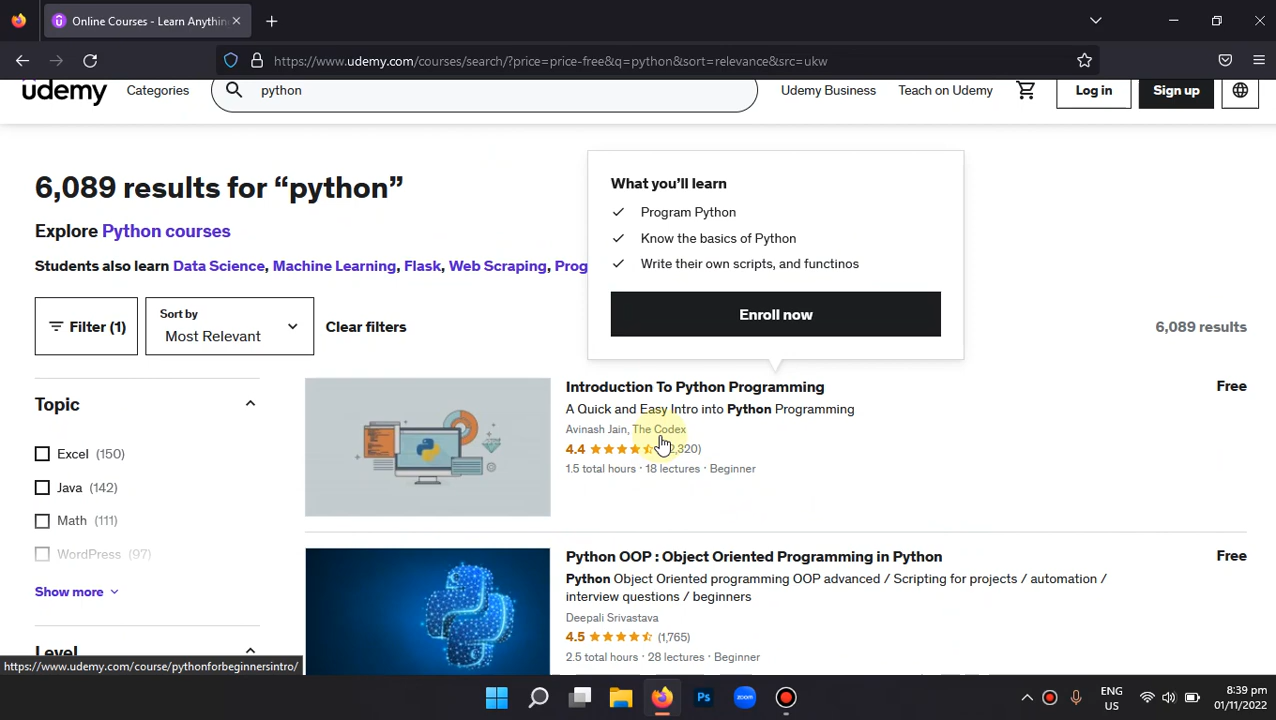 Online Courses - Learn Anythin
https://www.udemy.com/courses/search/?price=price-free&q=python&sort=relevance&src=ukw
udemy
Categories
python
Udemy Business
Teach on Udemy
Log in
Sign up
6,089 results for “python”
Explore Python courses
Students also learn Data Science, Machine Learning, Flask, Web Scraping, Prog
What you’ll learn
Program Python
Know the basics of Python
Write their own scripts, and functinos
Enroll now
Filter (1)
Sort by
Most Relevant
Clear filters
6,089 results
Topic
Excel (150)
Java (142)
Math (111)
WordPress (97)
Show more
Level
Introduction To Python Programming
Free
A Quick and Easy Intro into Python Programming
Avinash Jain, The Codex
4.4 2,320)
1.5 total hours · 18 lectures · Beginner
Python OOP : Object Oriented Programming in Python
Free
Python Object Oriented programming OOP advanced / Scripting for projects / automation /
interview questions / beginners
Deepali Srivastava
4.5 (1,765)
2.5 total hours · 28 lectures · Beginner
https://www.udemy.com/course/pythonforbeginnersintro/
Ps
zoom
ENG
US
8:39 pm
01/11/2022